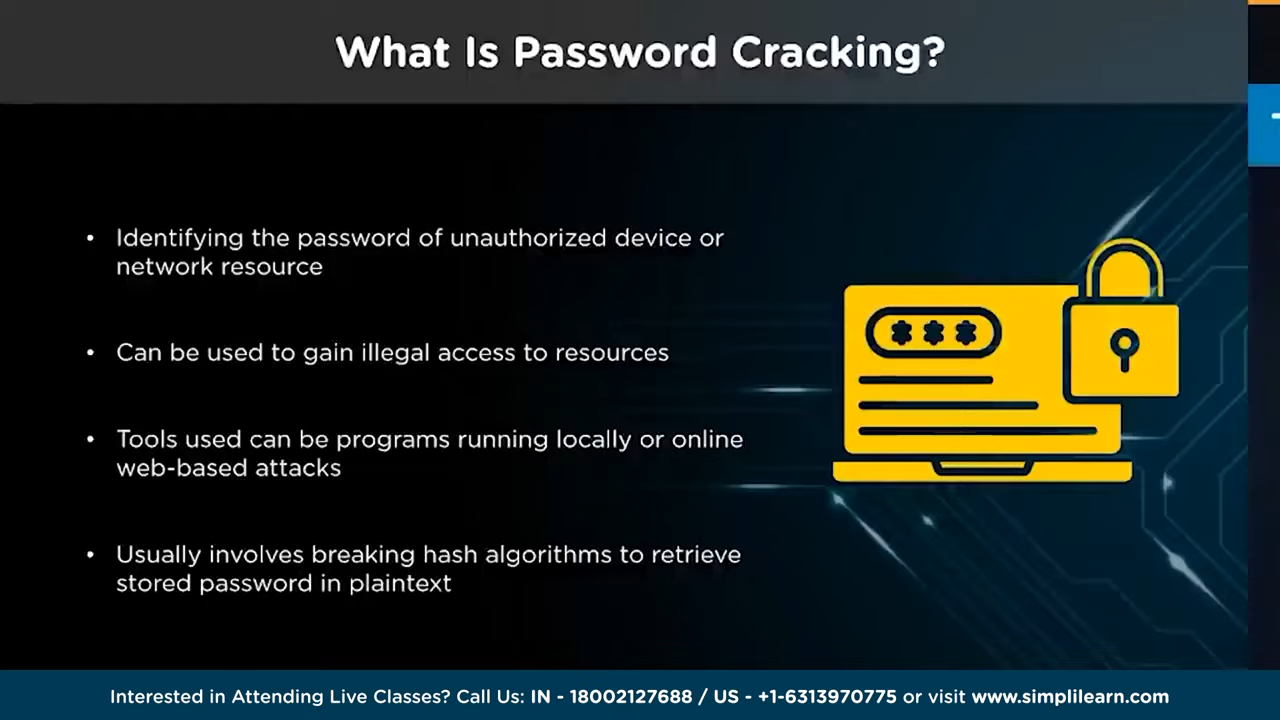 What Is Password Cracking?
• Identifying the password of unauthorized device or
network resource
• Can be used to gain illegal access to resources
• Tools used can be programs running locally or online
web-based attacks
• Usually involves breaking hash algorithms to retrieve
stored password in plaintext
***
Interested in Attending Live Classes? Call Us: IN - 18002127688 / US - +1-6313970775 or visit www.simplilearn.com